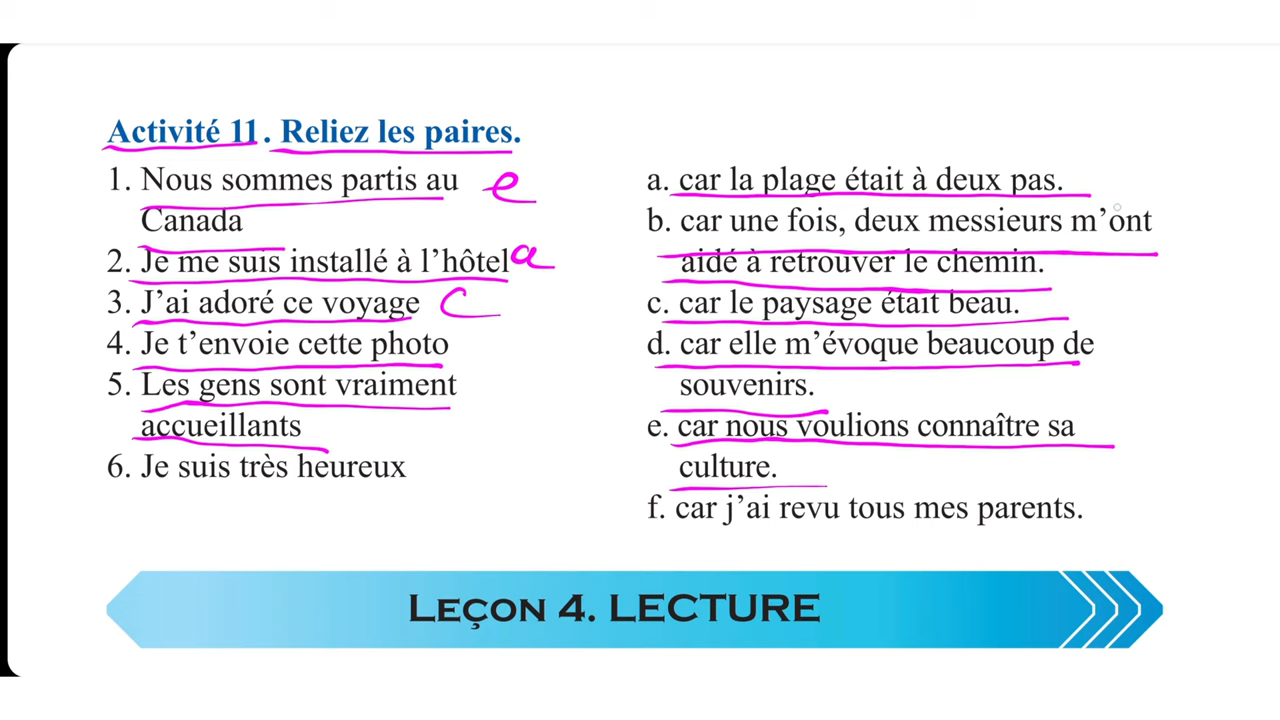 Activité 11. Reliez les paires.
1. Nous sommes partis au e
Canada
2. Je me suis installé à l'hôtel a
3. J'ai adoré ce voyage c
4. Je t'envoie cette photo
5. Les gens sont vraiment
accueillants
6. Je suis très heureux
a. car la plage était à deux pas.
b. car une fois, deux messieurs m'ont
aidé à retrouver le chemin.
c. car le paysage était beau.
d. car elle m'évoque beaucoup de
souvenirs.
e. car nous voulions connaître sa
culture.
f. car j'ai revu tous mes parents.
Leçon 4. LECTURE